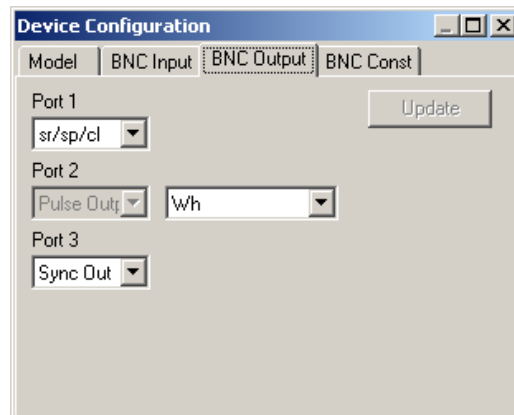 Device Configuration
Model BNC Input BNC Output BNC Const
Port 1
Update
sr/sp/cl
Port 2
Pulse Outp Wh
Port 3
Sync Out